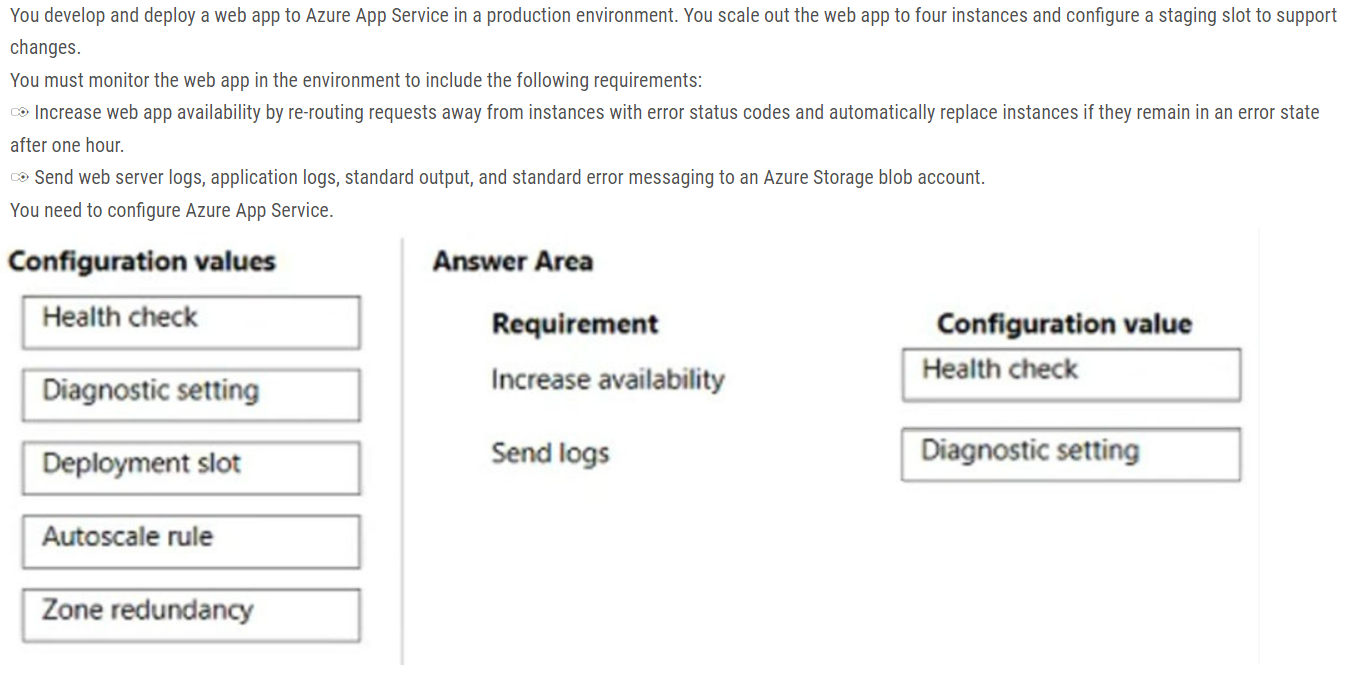 You develop and deploy a web app to Azure App Service in a production environment. You scale out the web app to four instances and configure a staging slot to support
changes.
You must monitor the web app in the environment to include the following requirements:
Increase web app availability by re-routing requests away from instances with error status codes and automatically replace instances if they remain in an error state
after one hour.
Send web server logs, application logs, standard output, and standard error messaging to an Azure Storage blob account.
You need to configure Azure App Service.
Configuration values
Health check
Diagnostic setting
Deployment slot
Autoscale rule
Zone redundancy
Answer Area
Requirement Configuration value
Increase availability Health check
Send logs Diagnostic setting